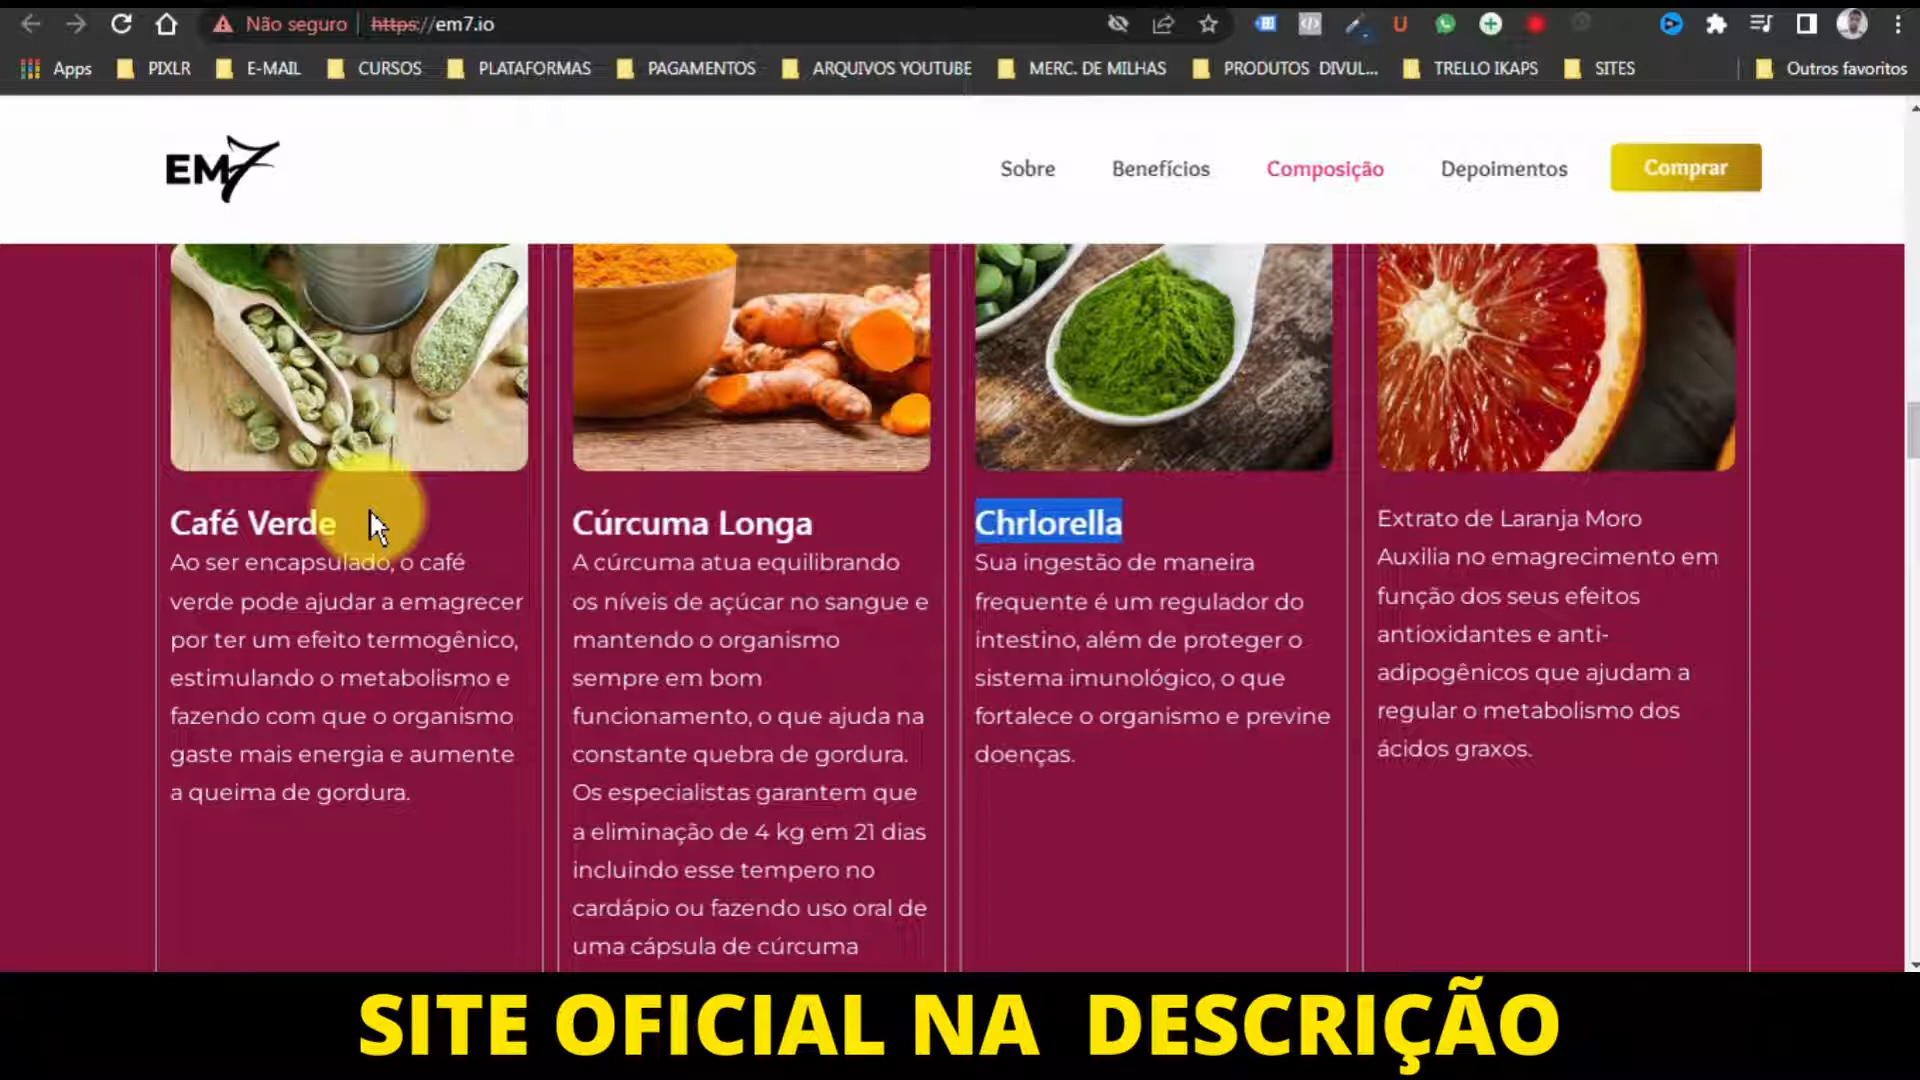 Não seguro https://em7.io
Apps PIXLR E-MAIL CURSOS PLATAFORMAS PAGAMENTOS ARQUIVOS YOUTUBE MERC. DE MILHAS PRODUTOS DIVUL... TRELLO IKAPS SITES Outros favoritos
EM7 Sobre Benefícios Composição Depoimentos Comprar
Café Verde
Ao ser encapsulado, o café
verde pode ajudar a emagrecer
por ter um efeito termogênico,
estimulando o metabolismo e
fazendo com que o organismo
gaste mais energia e aumente
a queima de gordura.
Cúrcuma Longa
A cúrcuma atua equilibrando
os níveis de açúcar no sangue e
mantendo o organismo
sempre em bom
funcionamento, o que ajuda na
constante quebra de gordura.
Os especialistas garantem que
a eliminação de 4 kg em 21 dias
incluindo esse tempero no
cardápio ou fazendo uso oral de
uma cápsula de cúrcuma
Chrlorella
Sua ingestão de maneira
frequente é um regulador do
intestino, além de proteger o
sistema imunológico, o que
fortalece o organismo e previne
doenças.
Extrato de Laranja Moro
Auxilia no emagrecimento em
função dos seus efeitos
antioxidantes e anti-
adipogênicos que ajudam a
regular o metabolismo dos
ácidos graxos.
SITE OFICIAL NA DESCRIÇÃO